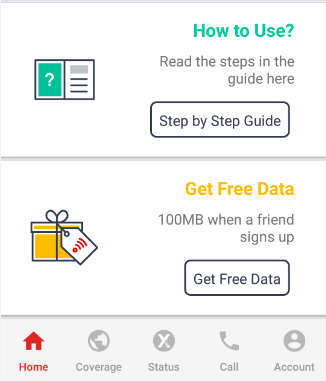 How to Use?
Read the steps in the
guide here
Step by Step Guide
Get Free Data
100MB when a friend
signs up
Get Free Data
Home
Coverage
Status
Call
Account